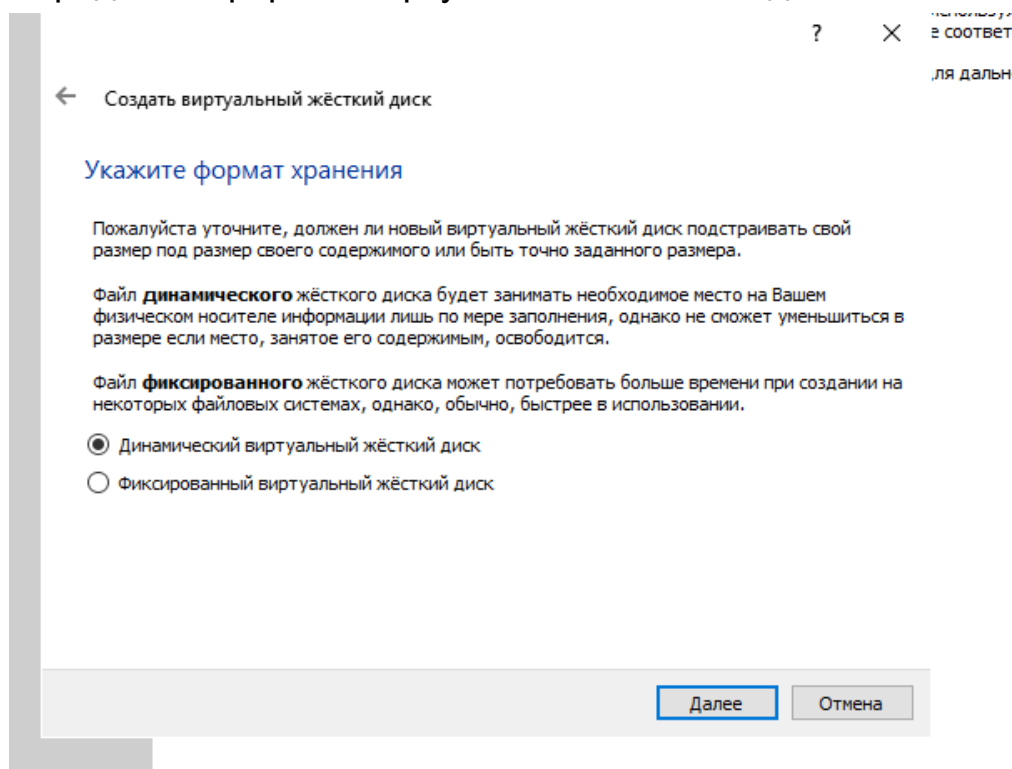 ?
е соответ
для дальн
Создать виртуальный жёсткий диск
Укажите формат хранения
Пожалуйста уточните, должен ли новый виртуальный жёсткий диск подстраивать свой
размер под размер своего содержимого или быть точно заданного размера.
Файл динамического жёсткого диска будет занимать необходимое место на Вашем
физическом носителе информации лишь по мере заполнения, однако не сможет уменьшиться в
размере если место, занятое его содержимым, освободится.
Файл фиксированного жёсткого диска может потребовать больше времени при создании на
некоторых файловых системах, однако, обычно, быстрее в использовании.
Динамический виртуальный жёсткий диск
Фиксированный виртуальный жёсткий диск
Далее
Отмена